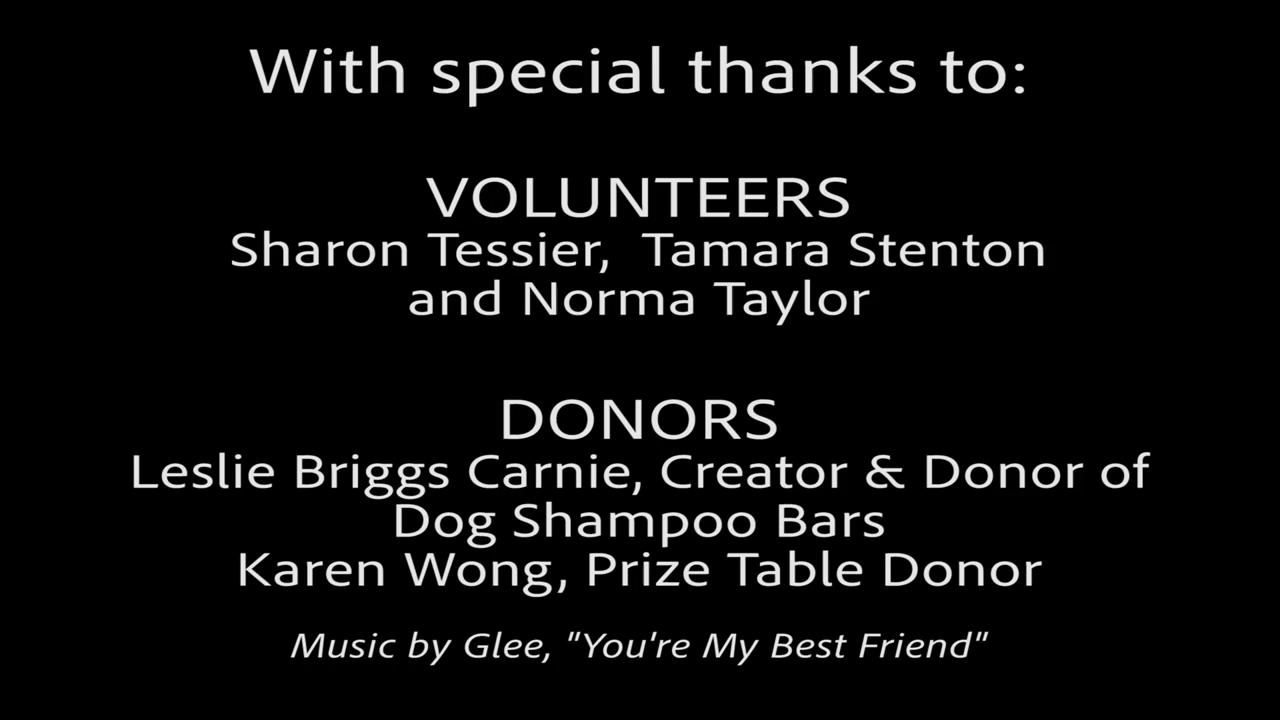 With special thanks to:
VOLUNTEERS
Sharon Tessier,  Tamara Stenton
and Norma Taylor
DONORS
Leslie Briggs Carnie, Creator & Donor of
Dog Shampoo Bars
Karen Wong, Prize Table Donor
Music by Glee, "You're My Best Friend"